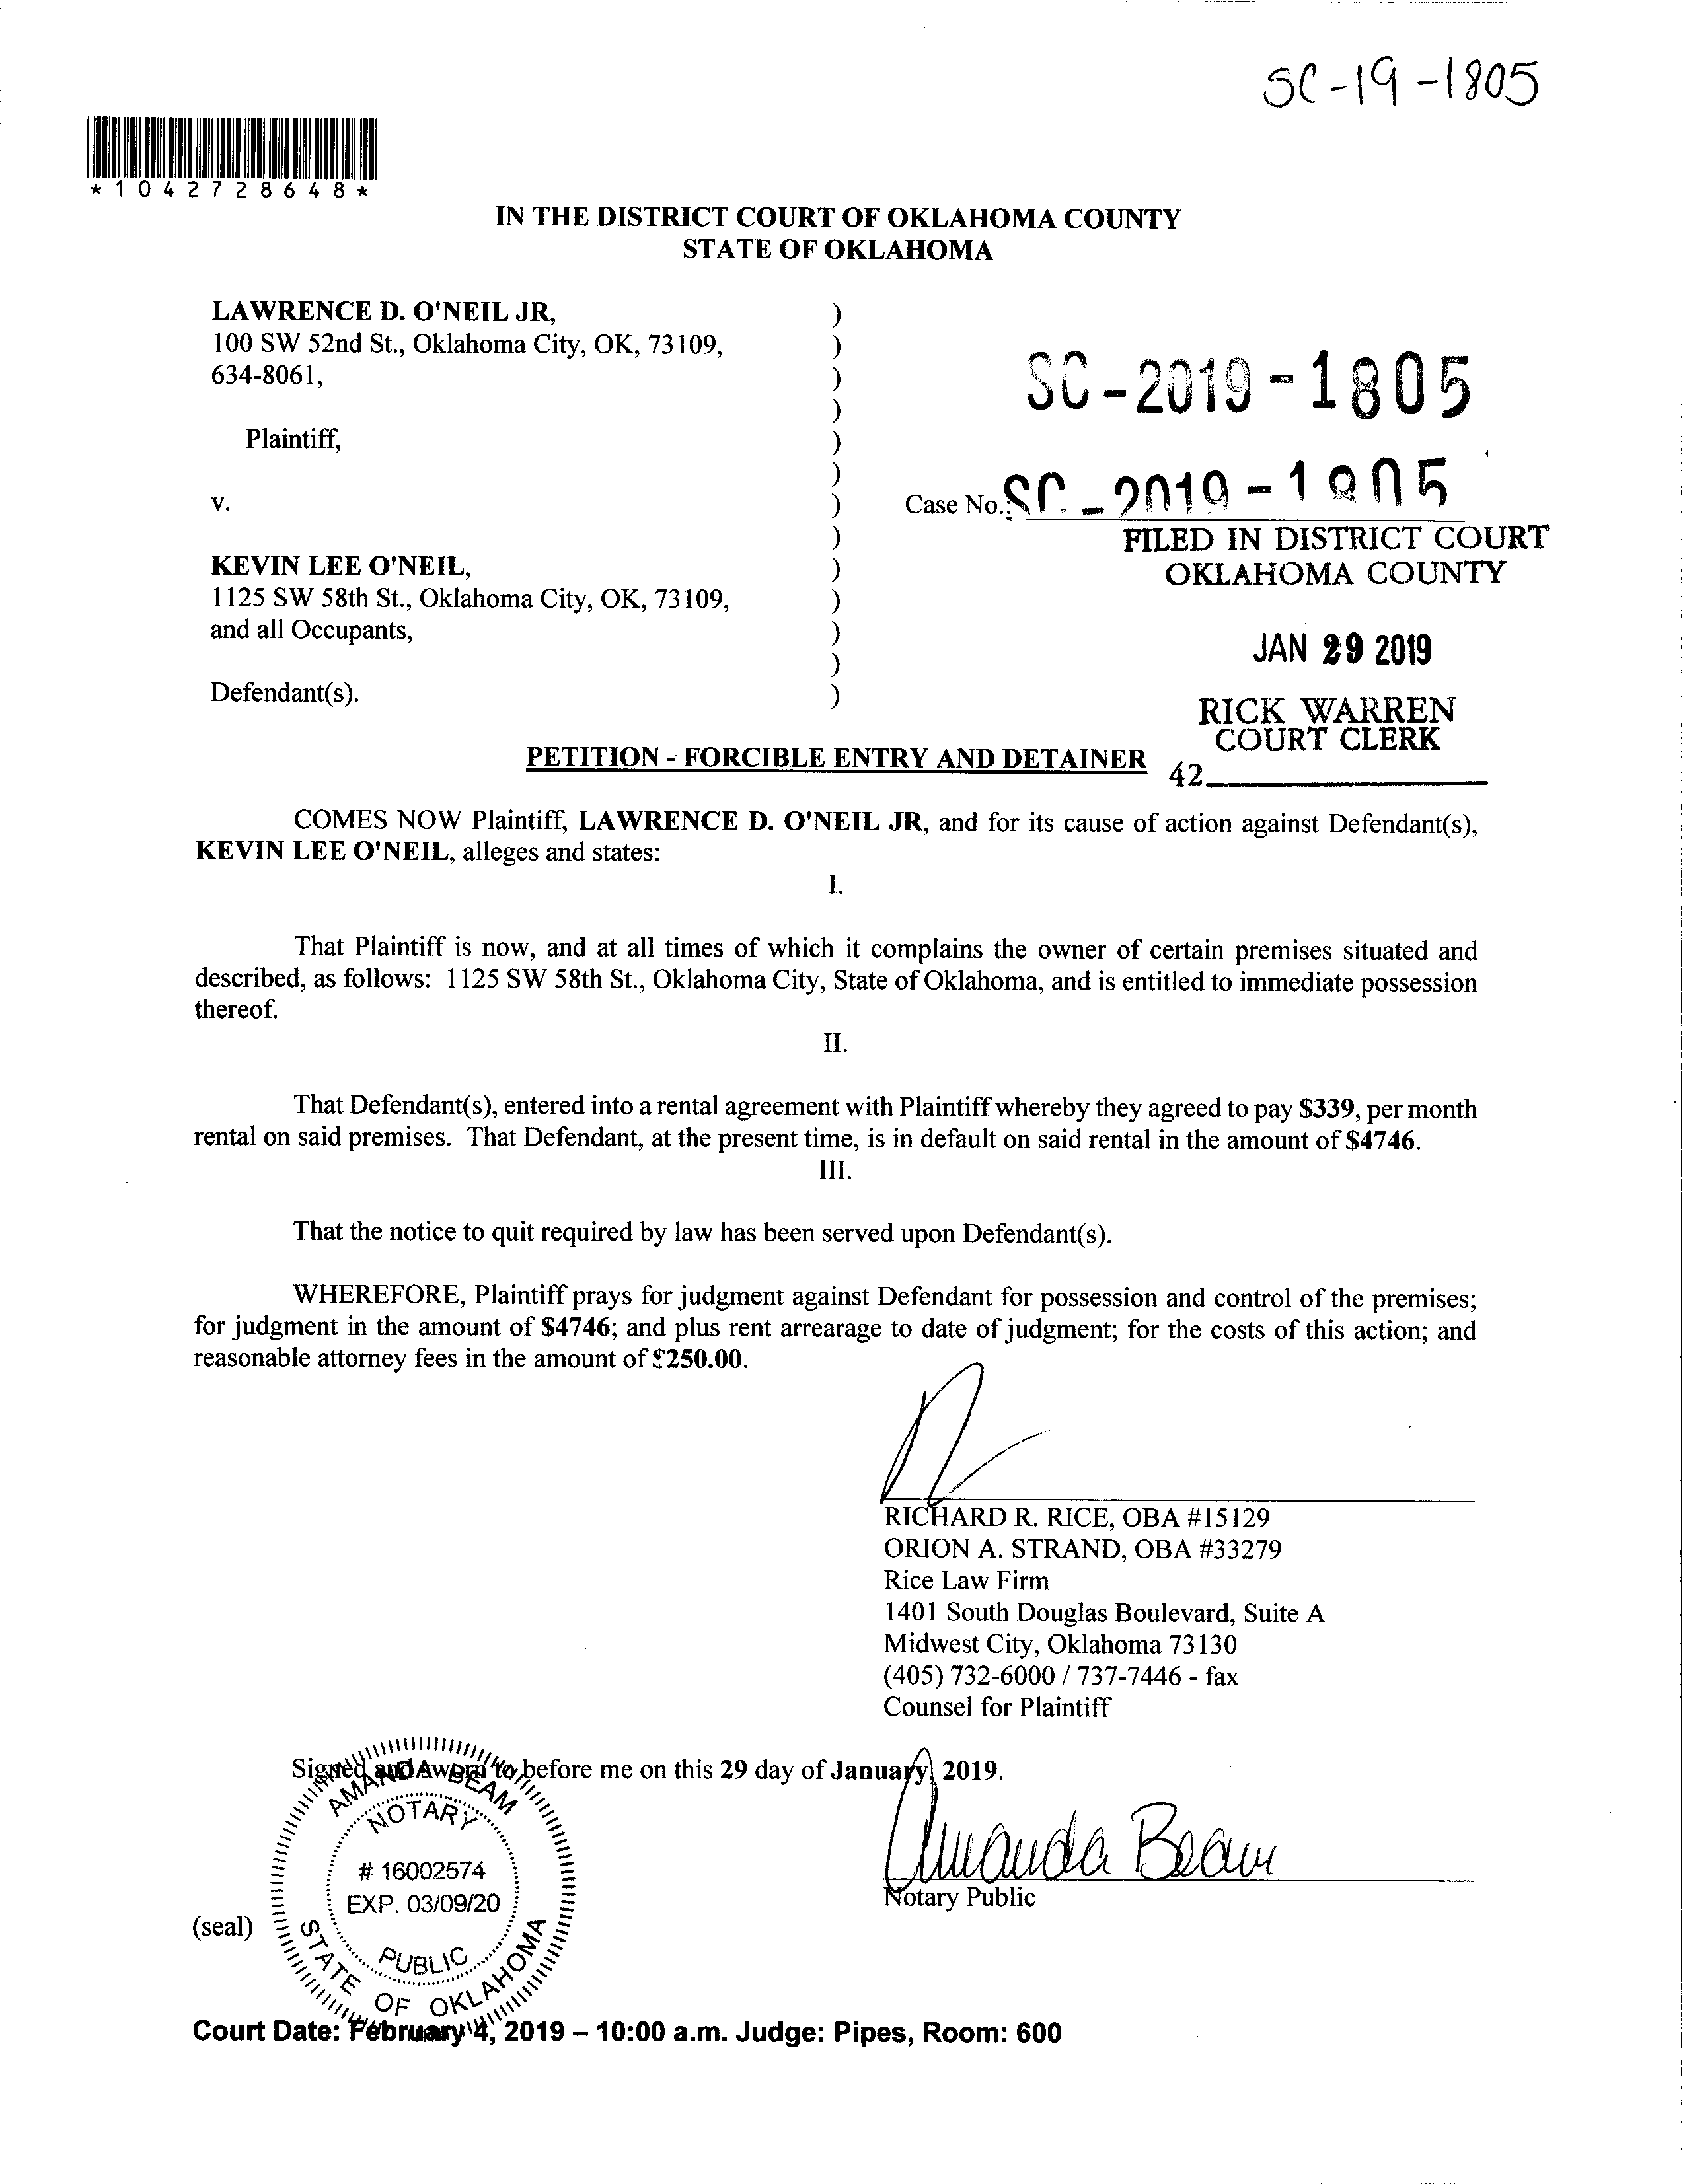 SC-19-1805
*1042728648*
IN THE DISTRICT COURT OF OKLAHOMA COUNTY
STATE OF OKLAHOMA
LAWRENCE D. O'NEIL JR, )
100 SW 52nd St., Oklahoma City, OK, 73109, )
634-8061, )
)
Plaintiff, )
)
v. )
)
KEVIN LEE O'NEIL, )
1125 SW 58th St., Oklahoma City, OK, 73109, )
and all Occupants, )
)
Defendant(s). )
SC-2019-1805
Case No.: SC-2019-1805
FILED IN DISTRICT COURT
OKLAHOMA COUNTY
JAN 29 2019
RICK WARREN
COURT CLERK
42
PETITION - FORCIBLE ENTRY AND DETAINER
COMES NOW Plaintiff, LAWRENCE D. O'NEIL JR, and for its cause of action against Defendant(s),
KEVIN LEE O'NEIL, alleges and states:
I.
That Plaintiff is now, and at all times of which it complains the owner of certain premises situated and
described, as follows: 1125 SW 58th St., Oklahoma City, State of Oklahoma, and is entitled to immediate possession
thereof.
II.
That Defendant(s), entered into a rental agreement with Plaintiff whereby they agreed to pay $339, per month
rental on said premises. That Defendant, at the present time, is in default on said rental in the amount of $4746.
III.
That the notice to quit required by law has been served upon Defendant(s).
WHEREFORE, Plaintiff prays for judgment against Defendant for possession and control of the premises;
for judgment in the amount of $4746; and plus rent arrearage to date of judgment; for the costs of this action; and
reasonable attorney fees in the amount of $250.00.
RICHARD R. RICE, OBA #15129
ORION A. STRAND, OBA #33279
Rice Law Firm
1401 South Douglas Boulevard, Suite A
Midwest City, Oklahoma 73130
(405) 732-6000 / 737-7446 - fax
Counsel for Plaintiff
Signed and sworn to before me on this 29 day of January, 2019.
Amanda Beam
Notary Public
(seal)
AMANDA BEAM
NOTARY
# 16002574
EXP. 03/09/20
PUBLIC
STATE OF OKLAHOMA
Court Date: February 4, 2019 – 10:00 a.m. Judge: Pipes, Room: 600